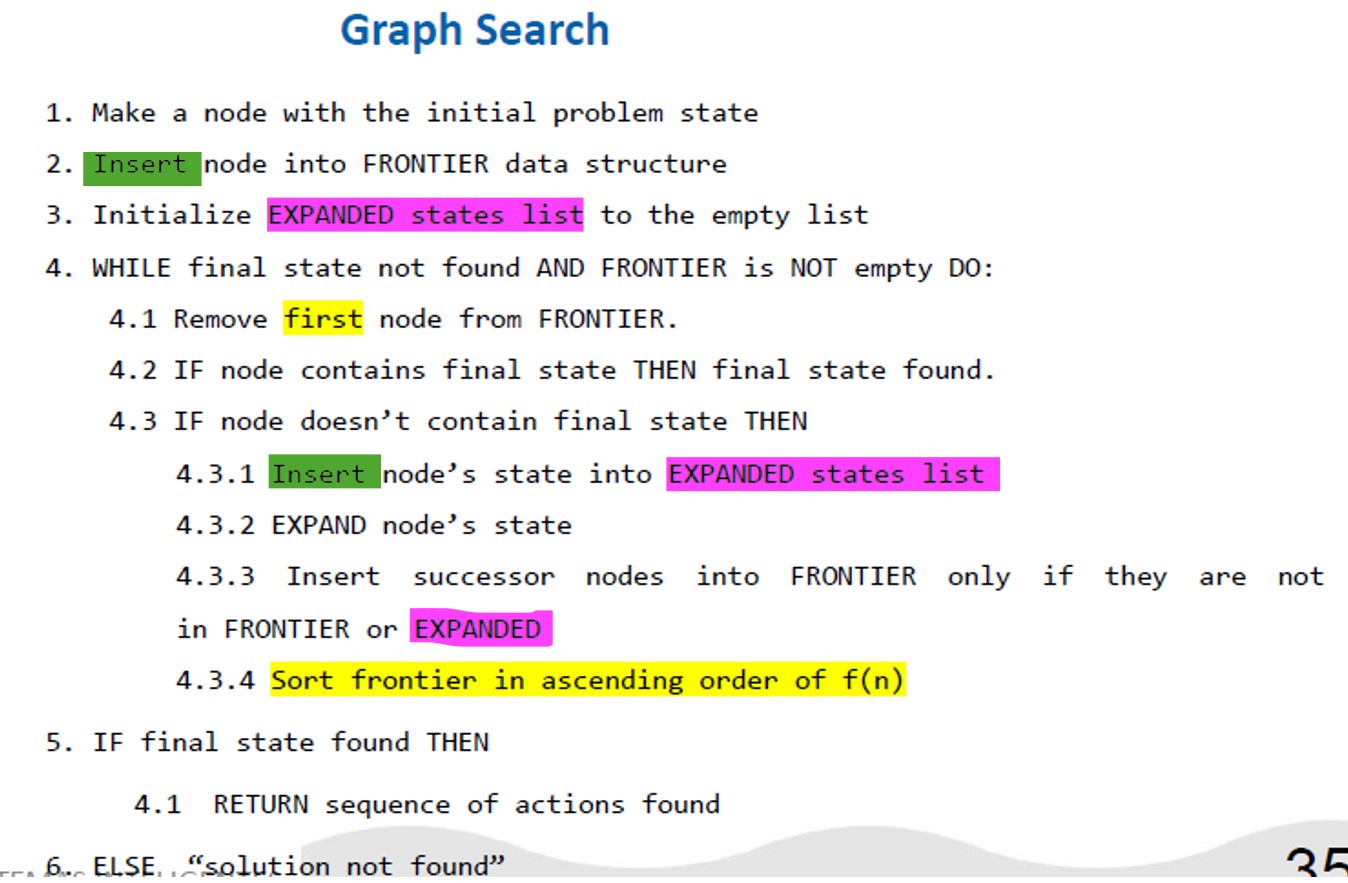 Graph Search
1. Make a node with the initial problem state
2. Insert node into FRONTIER data structure
3. Initialize EXPANDED states list to the empty list
4. WHILE final state not found AND FRONTIER is NOT empty DO:
4.1 Remove first node from FRONTIER.
4.2 IF node contains final state THEN final state found.
4.3 IF node doesn’t contain final state THEN
4.3.1 Insert node’s state into EXPANDED states list
4.3.2 EXPAND node’s state
4.3.3 Insert successor nodes into FRONTIER only if they are not
in FRONTIER or EXPANDED
4.3.4 Sort frontier in ascending order of f(n)
5. IF final state found THEN
4.1 RETURN sequence of actions found
6. ELSE “solution not found”
35